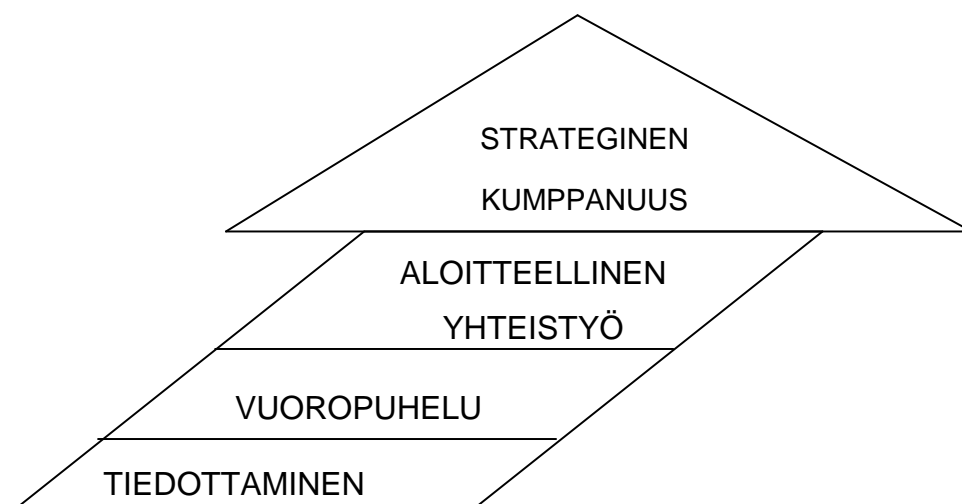 STRATEGINEN
KUMPPANUUS
ALOITTEELLINEN
YHTEISTYÖ
VUOROPUHELU
TIEDOTTAMINEN